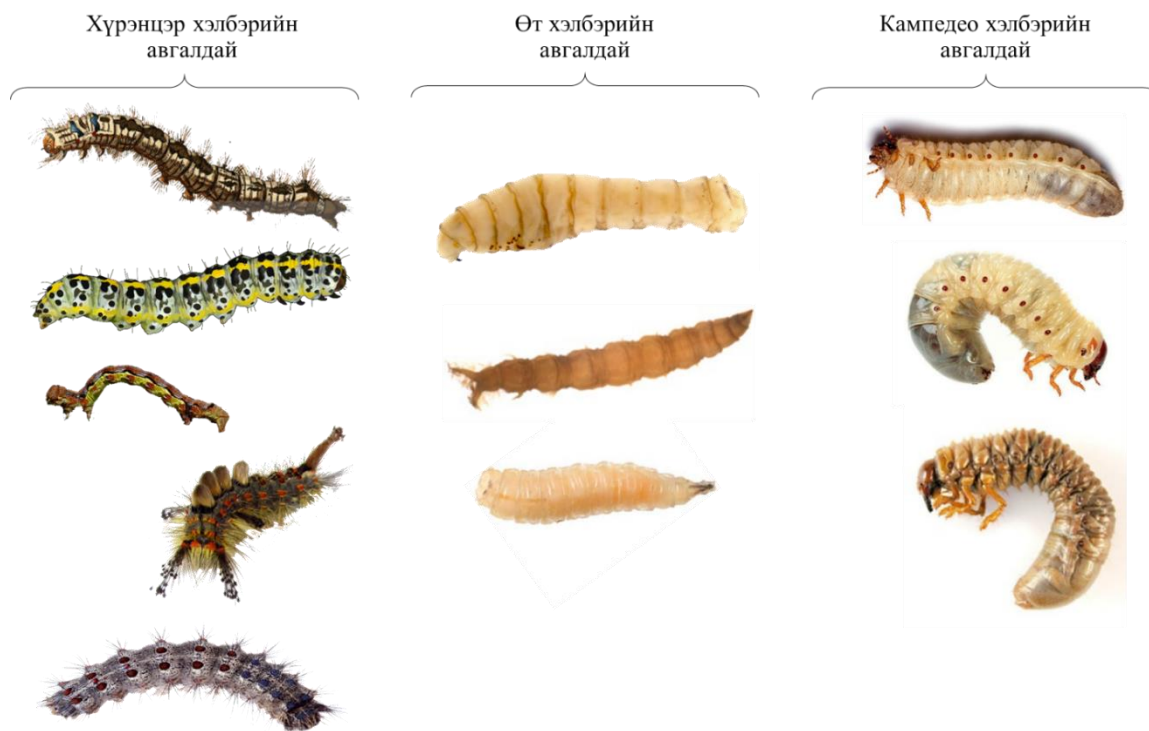 Хүрэнцэр хэлбэрийн
авгалдай
Өт хэлбэрийн
авгалдай
Кампедео хэлбэрийн
авгалдай